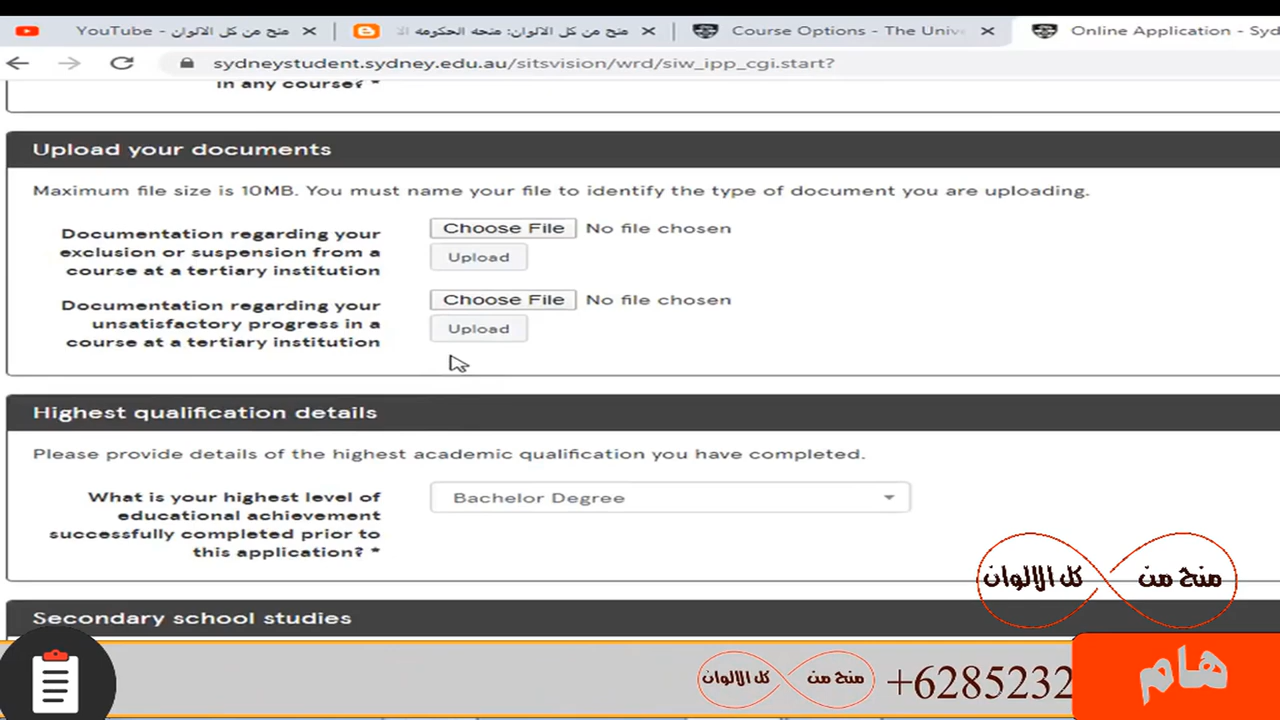 منح من كل الالوان - YouTube
منح من كل الالوان: منحه الحكومه الا
Course Options - The Unive
Online Application - Syd
sydneystudent.sydney.edu.au/sitsvision/wrd/siw_ipp_cgi.start?
in any course? *
Upload your documents
Maximum file size is 10MB. You must name your file to identify the type of document you are uploading.
Documentation regarding your
exclusion or suspension from a
course at a tertiary institution
Choose File No file chosen
Upload
Documentation regarding your
unsatisfactory progress in a
course at a tertiary institution
Choose File No file chosen
Upload
Highest qualification details
Please provide details of the highest academic qualification you have completed.
What is your highest level of
educational achievement
successfully completed prior to
this application? *
Bachelor Degree
منح من كل الالوان
Secondary school studies
منح من كل الالوان
+6285232
هام